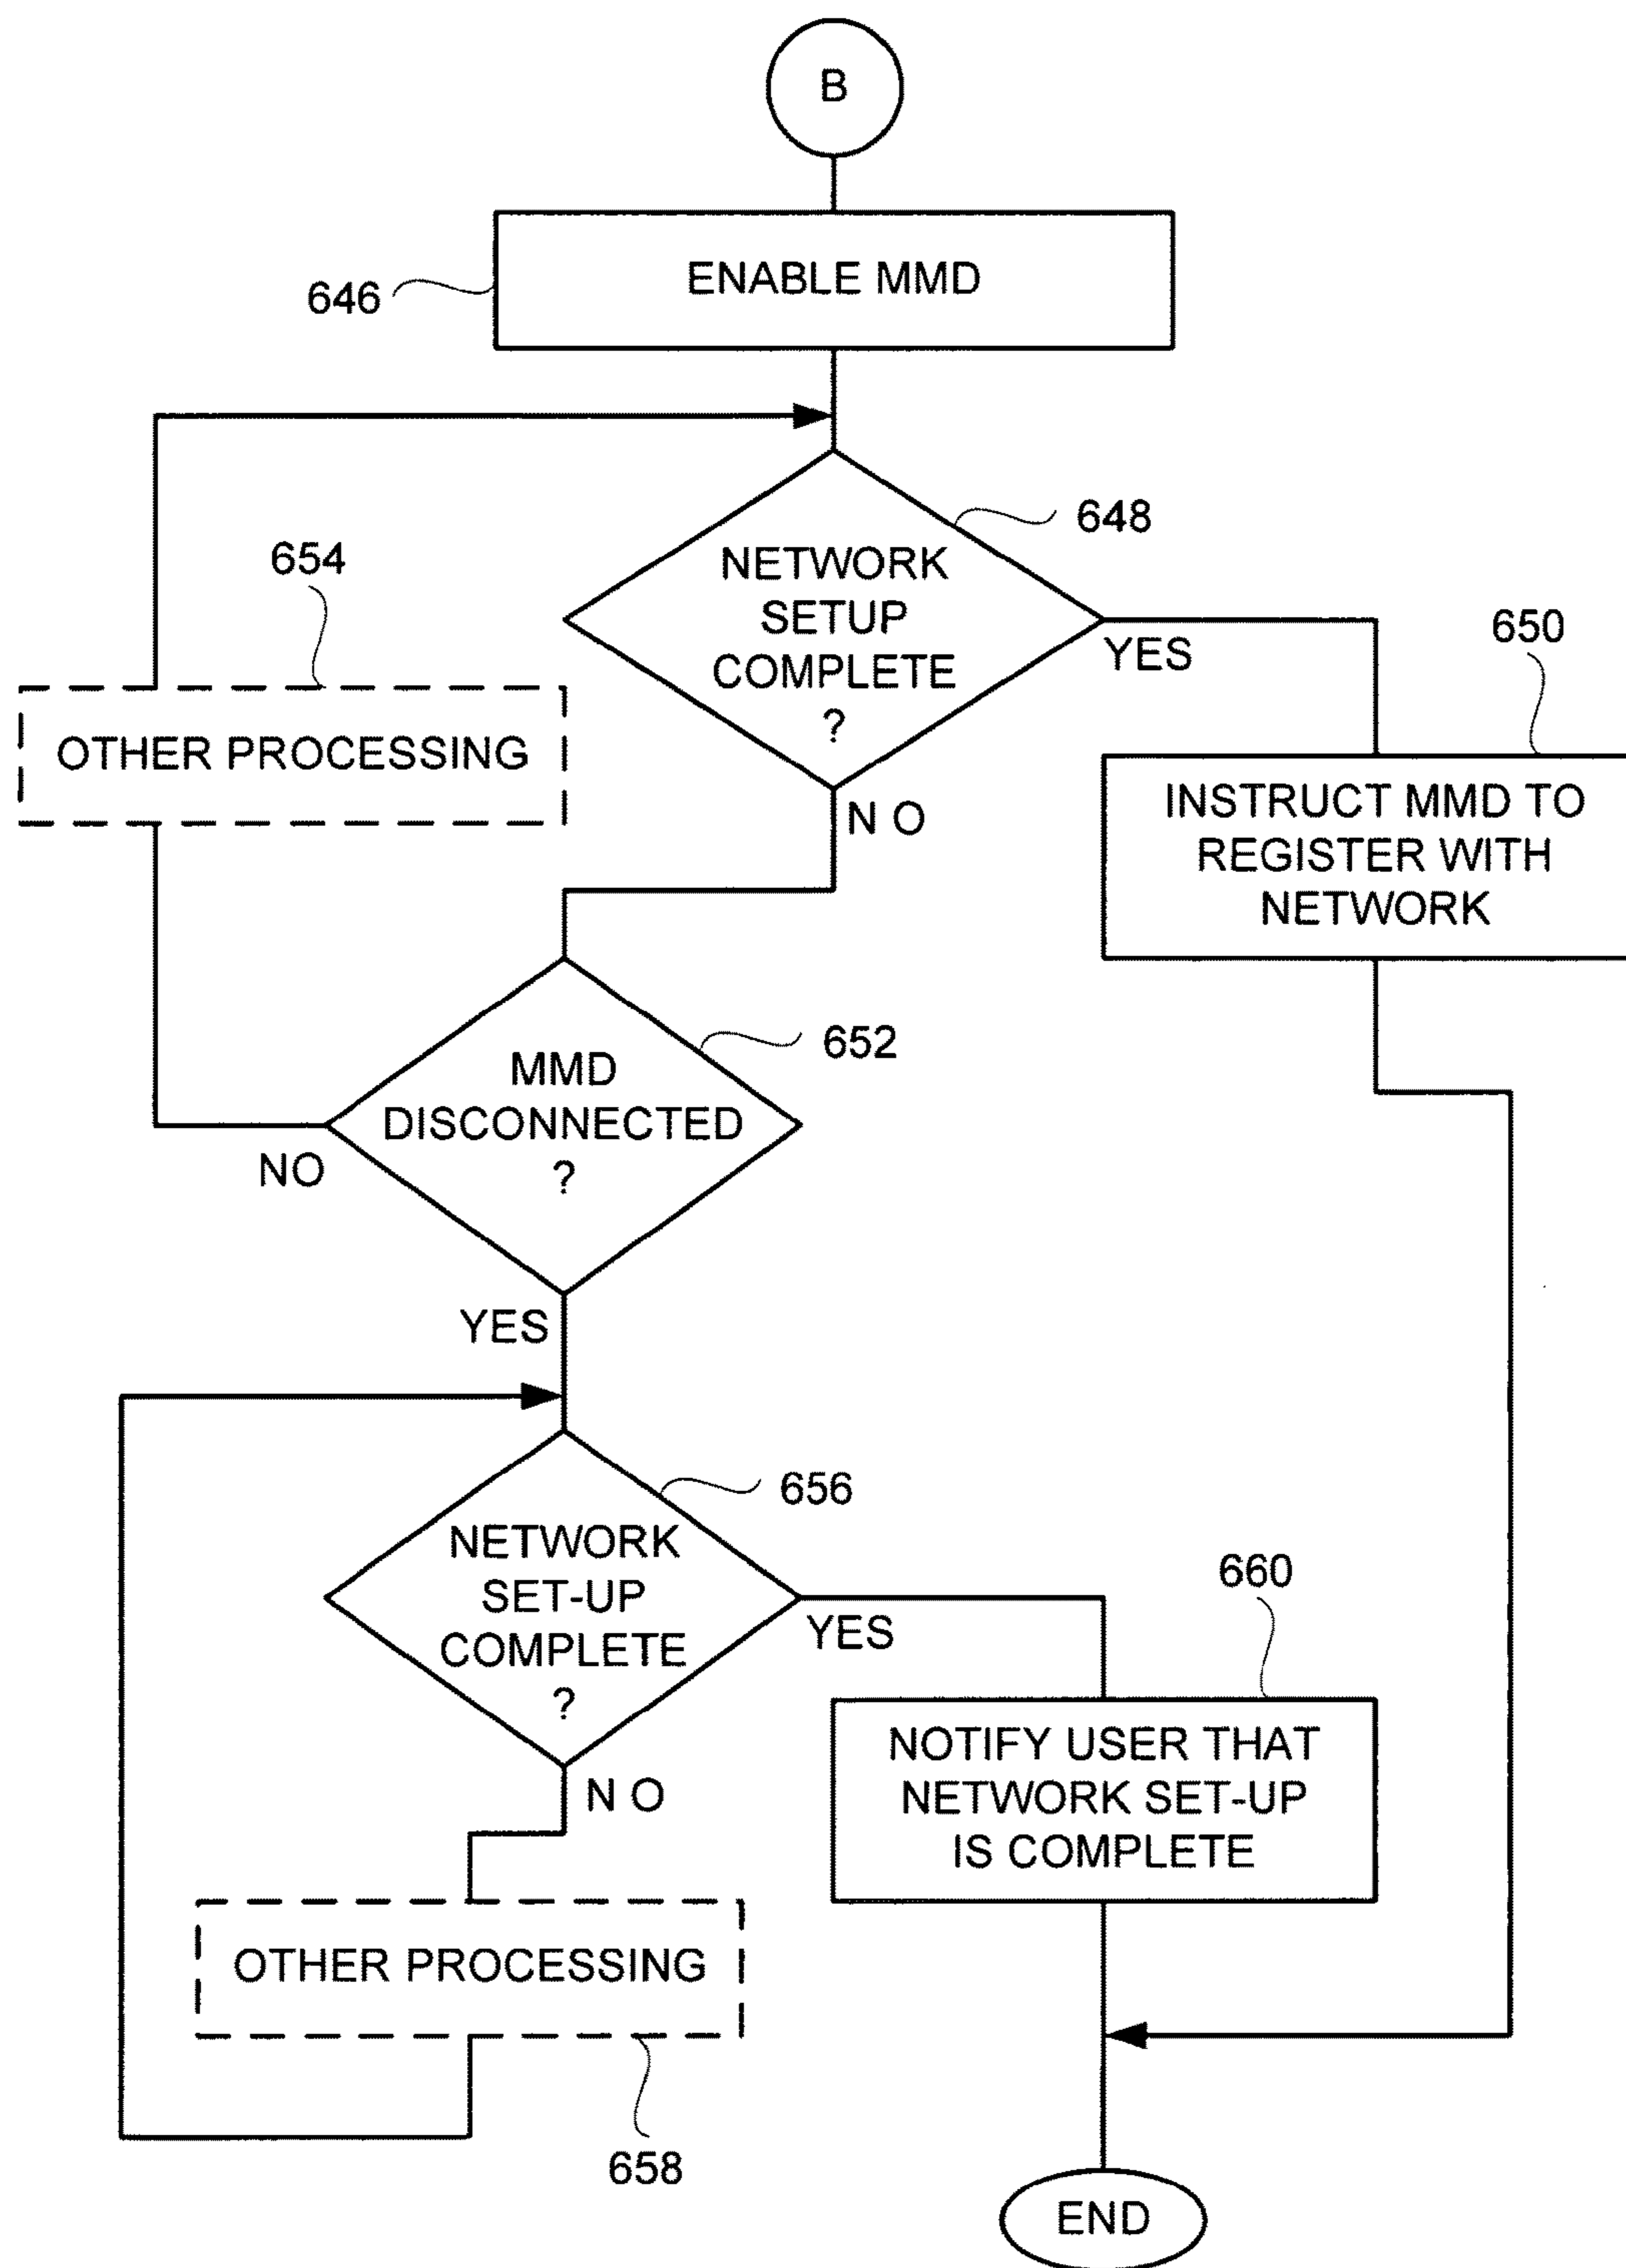 B
ENABLE MMD
646
648
NETWORK
SETUP
COMPLETE
?
YES
NO
654
OTHER PROCESSING
650
INSTRUCT MMD TO
REGISTER WITH
NETWORK
652
MMD
DISCONNECTED
?
NO
YES
656
NETWORK
SET-UP
COMPLETE
?
YES
NO
660
NOTIFY USER THAT
NETWORK SET-UP
IS COMPLETE
OTHER PROCESSING
658
END